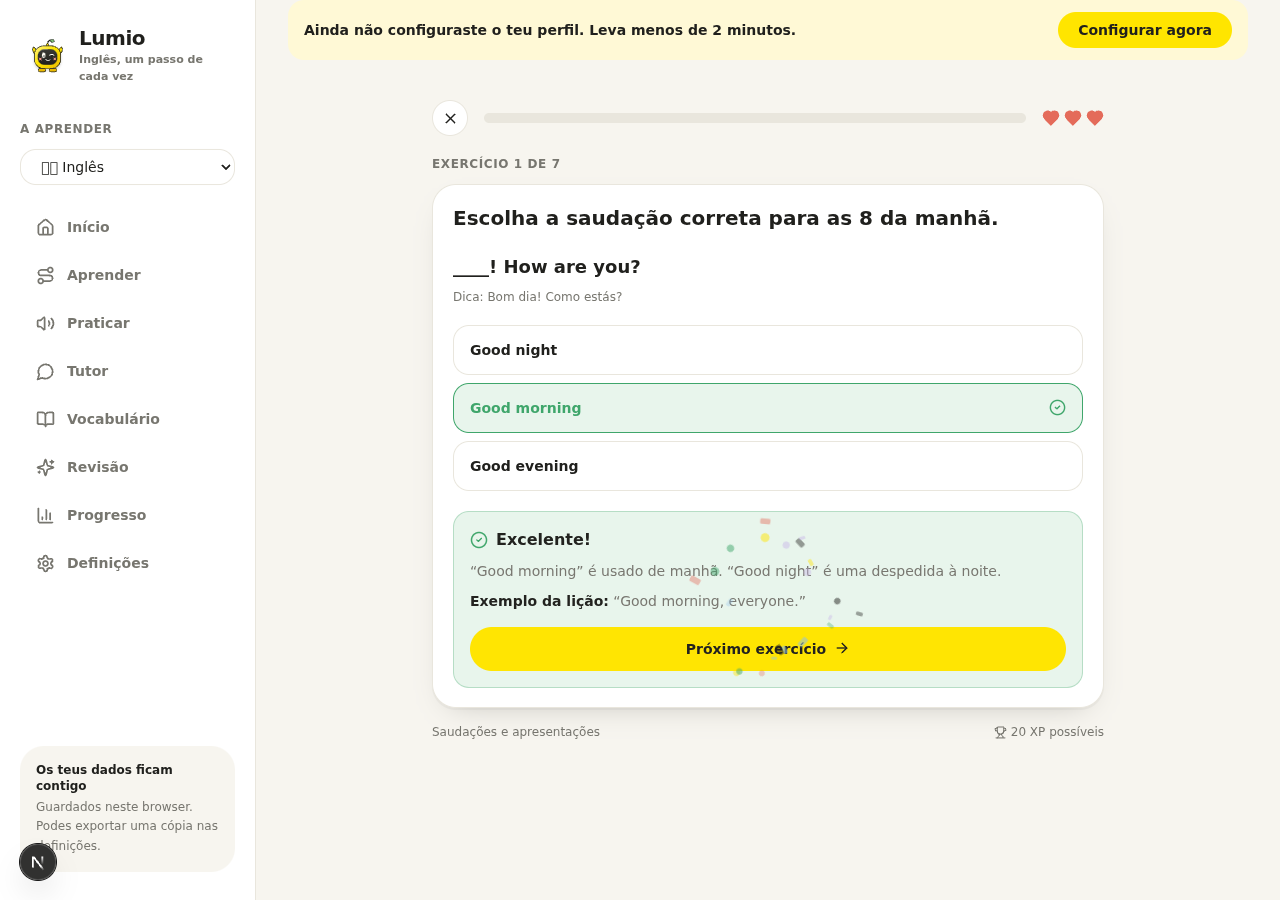 Lumio
Inglês, um passo de
cada vez
Ainda não configuraste o teu perfil. Leva menos de 2 minutos.
Configurar agora
A APRENDER
Inglês
Início
Aprender
Praticar
Tutor
Vocabulário
Revisão
Progresso
Definições
EXERCÍCIO 1 DE 7
Escolha a saudação correta para as 8 da manhã.
____! How are you?
Dica: Bom dia! Como estás?
Good night
Good morning
Good evening
Excelente!
“Good morning” é usado de manhã. “Good night” é uma despedida à noite.
Exemplo da lição: “Good morning, everyone.”
Próximo exercício
Saudações e apresentações
20 XP possíveis
Os teus dados ficam
contigo
Guardados neste browser.
Podes exportar uma cópia nas
definições.
N